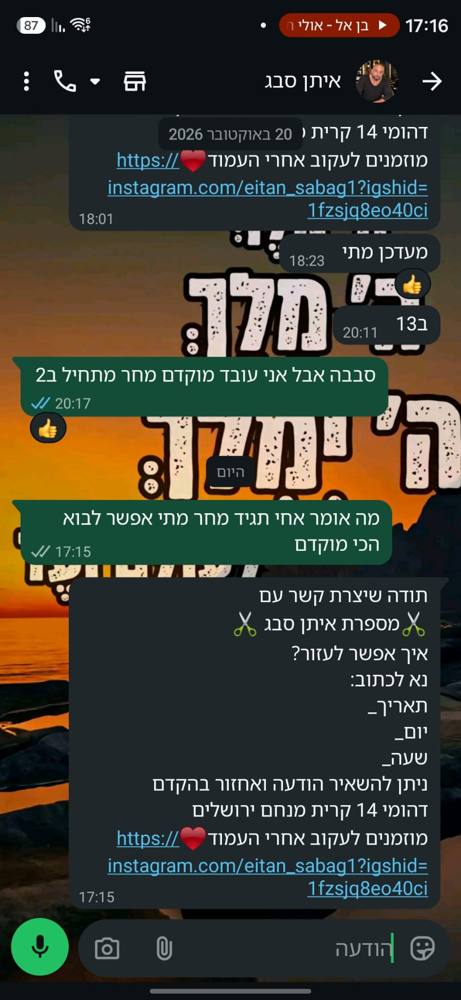 17:16
בן אל - אולי
87
6
איתן סבג
20 באוקטובר 2026
דהומי 14 קרית
מוזמנים לעקוב אחרי העמוד❤️https://
instagram.com/eitan_sabag1?igshid=
1fzsjq8eo40ci
18:01
מעדכן מתי
18:23
👍
ב13
20:11
סבבה אבל אני עובד מוקדם מחר מתחיל ב2
20:17
👍
היום
מה אומר אחי תגיד מחר מתי אפשר לבוא
הכי מוקדם
17:15
תודה שיצרת קשר עם
✂️מספרת איתן סבג ✂️
איך אפשר לעזור?
נא לכתוב:
תאריך_
יום_
שעה_
ניתן להשאיר הודעה ואחזור בהקדם
דהומי 14 קרית מנחם ירושלים
מוזמנים לעקוב אחרי העמוד❤️https://
instagram.com/eitan_sabag1?igshid=
1fzsjq8eo40ci
17:15
הודעה
ה' מלך
ה' ימלך